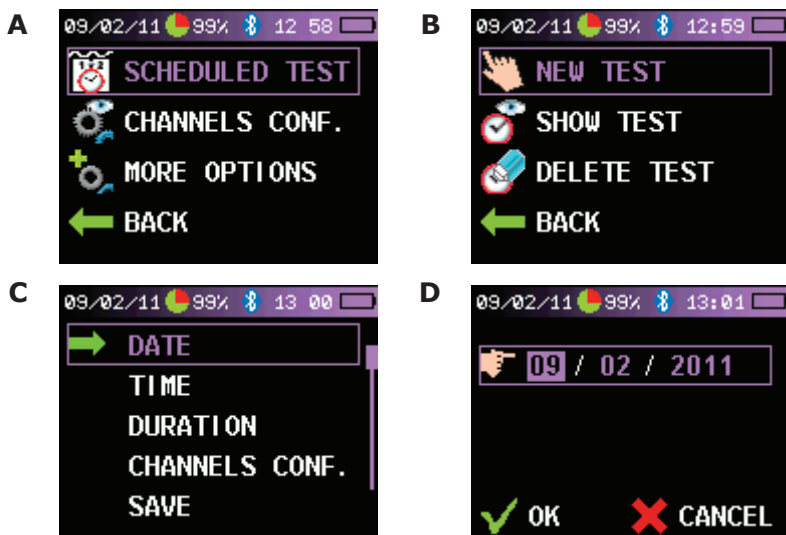 A
09/02/11 99% 12 58
SCHEDULED TEST
CHANNELS CONF.
MORE OPTIONS
BACK
B
09/02/11 99% 12:59
NEW TEST
SHOW TEST
DELETE TEST
BACK
C
09/02/11 99% 13 00
DATE
TIME
DURATION
CHANNELS CONF.
SAVE
D
09/02/11 99% 13:01
09 / 02 / 2011
OK CANCEL